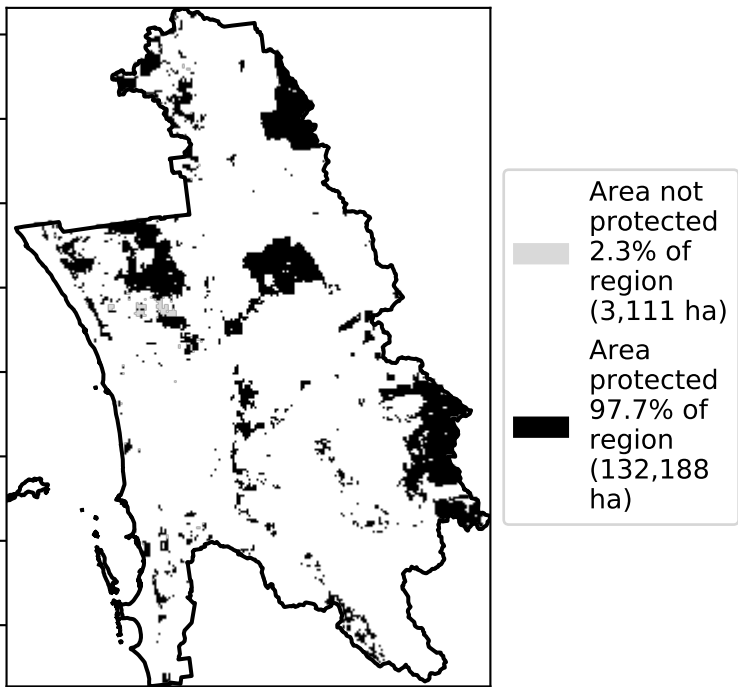 Area not
protected
2.3% of
region
(3,111 ha)
Area
protected
97.7% of
region
(132,188
ha)